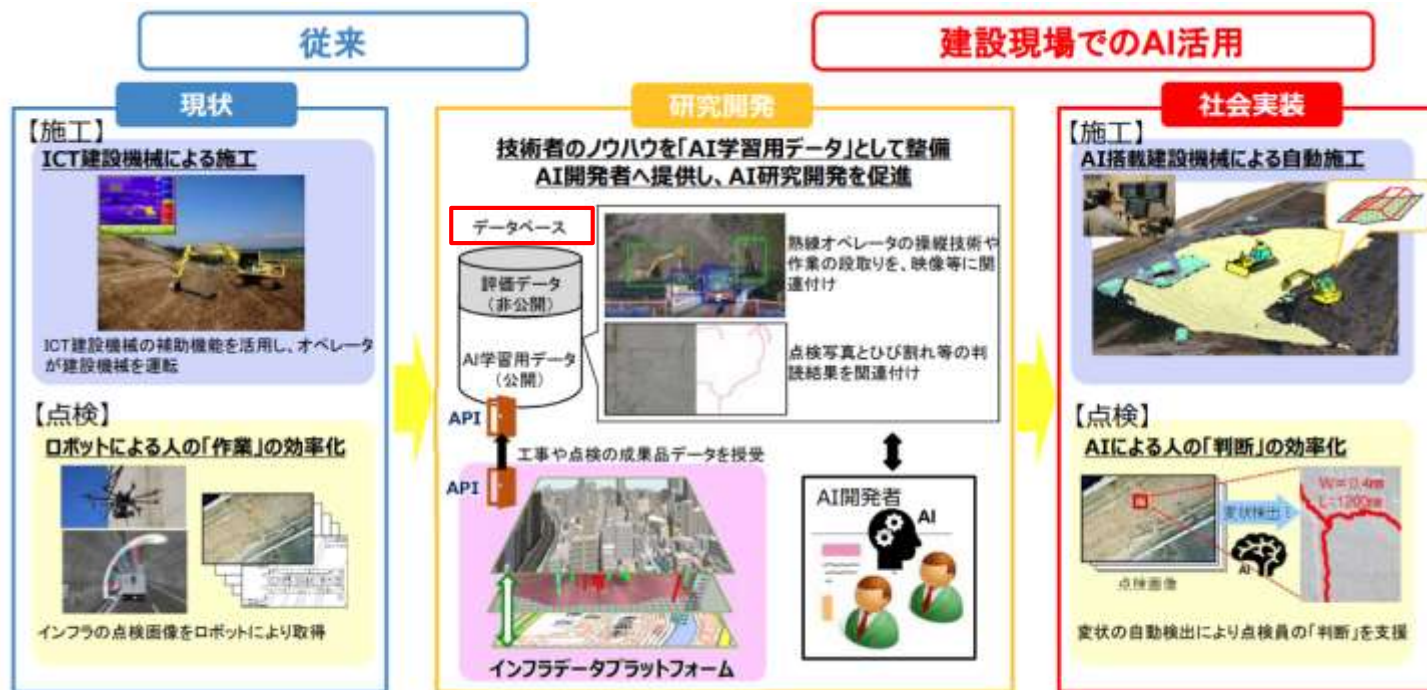 従来
建設現場でのAI活用
現状
【施工】
ICT建設機械による施工
ICT建設機械の補助機能を活用し、オペレータ
が建設機械を運転
【点検】
ロボットによる人の「作業」の効率化
インフラの点検画像をロボットにより取得
研究開発
技術者のノウハウを「AI学習用データ」として整備
AI開発者へ提供し、AI研究開発を促進
データベース
評価データ
(非公開)
AI学習用データ
(公開)
熟練オペレータの操縦技術や
作業の段取りを、映像等に関
連付け
点検写真とひび割れ等の判
読結果を関連付け
API
工事や点検の成果品データを授受
API
インフラデータプラットフォーム
AI開発者
AI
社会実装
【施工】
AI搭載建設機械による自動施工
【点検】
AIによる人の「判断」の効率化
変状検出
W=0.4㎜
L=1200㎜
AI
点検画像
変状の自動検出により点検員の「判断」を支援